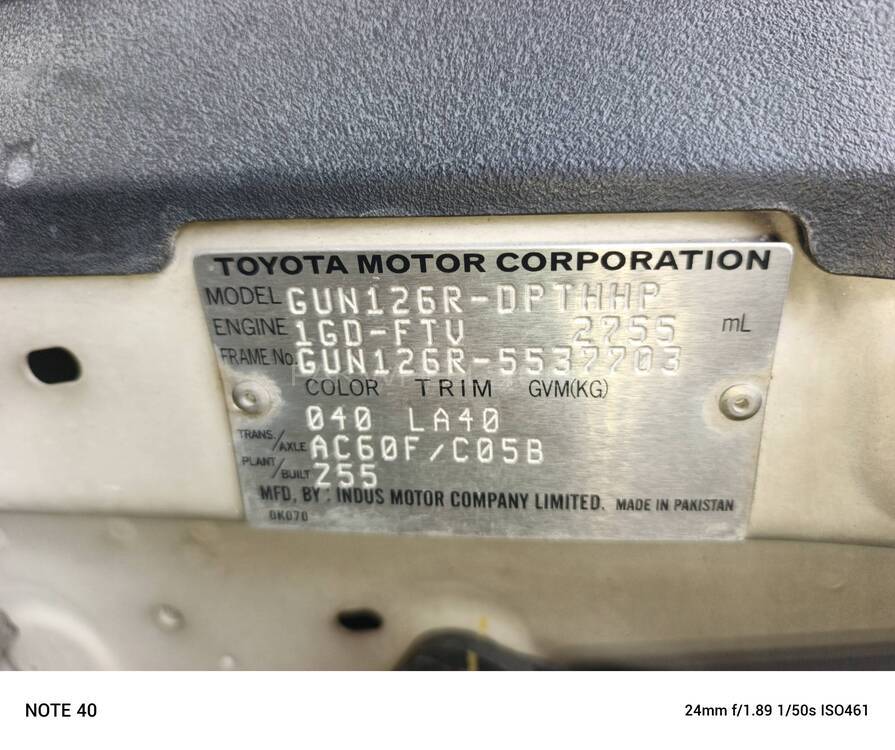 TOYOTA MOTOR CORPORATION
MODEL GUN126R-DPTHHP
ENGINE 1GD-FTV 2755 mL
FRAME No. GUN126R-5537703
COLOR TRIM GVM(KG)
040 LA40
TRANS./AXLE AC60F/C05B
PLANT/BUILT Z55
MFD. BY : INDUS MOTOR COMPANY LIMITED. MADE IN PAKISTAN
0K070
NOTE 40
24mm f/1.89 1/50s ISO461